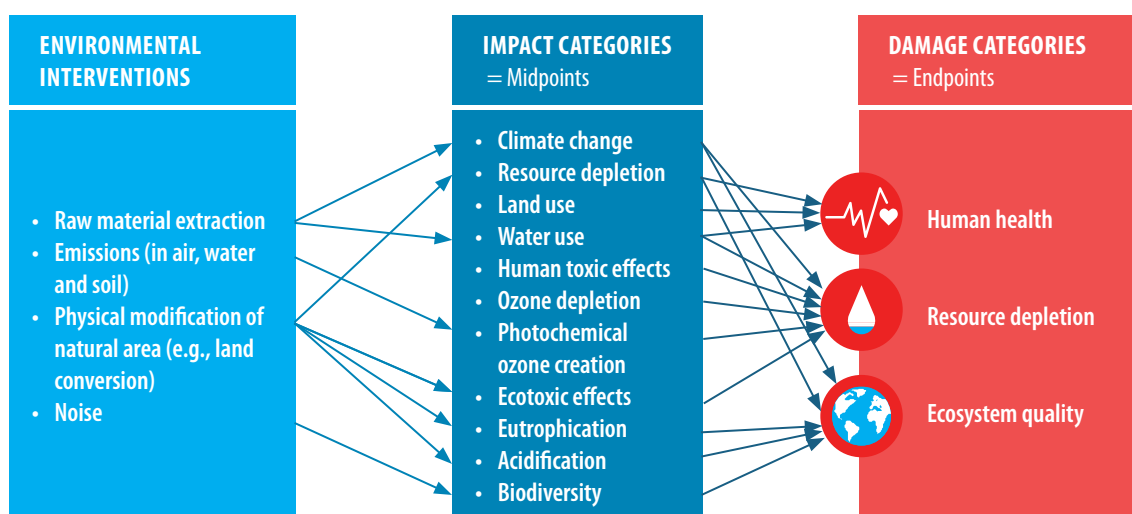 ENVIRONMENTAL
INTERVENTIONS
• Raw material extraction
• Emissions (in air, water
and soil)
• Physical modification of
natural area (e.g., land
conversion)
• Noise
IMPACT CATEGORIES
= Midpoints
• Climate change
• Resource depletion
• Land use
• Water use
• Human toxic effects
• Ozone depletion
• Photochemical
ozone creation
• Ecotoxic effects
• Eutrophication
• Acidification
• Biodiversity
DAMAGE CATEGORIES
= Endpoints
Human health
Resource depletion
Ecosystem quality